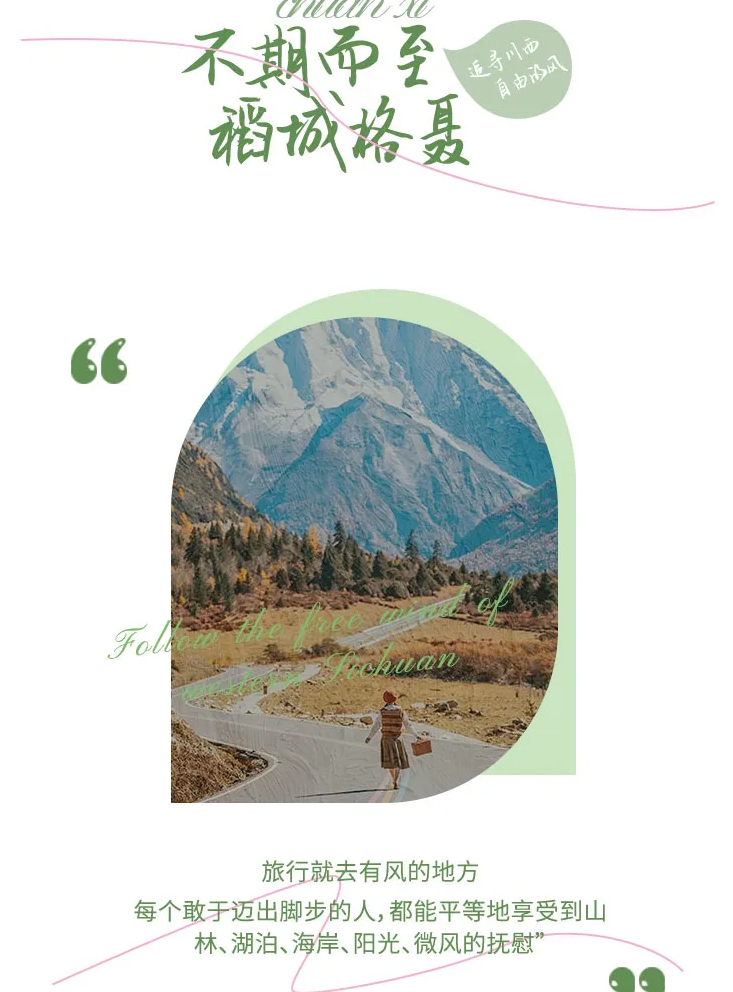 chuan xi
不期而至
稻城格聂
追寻川西
自由的风
“
Follow the free wind of
western Sichuan
旅行就去有风的地方
每个敢于迈出脚步的人,都能平等地享受到山
林、湖泊、海岸、阳光、微风的抚慰”
”